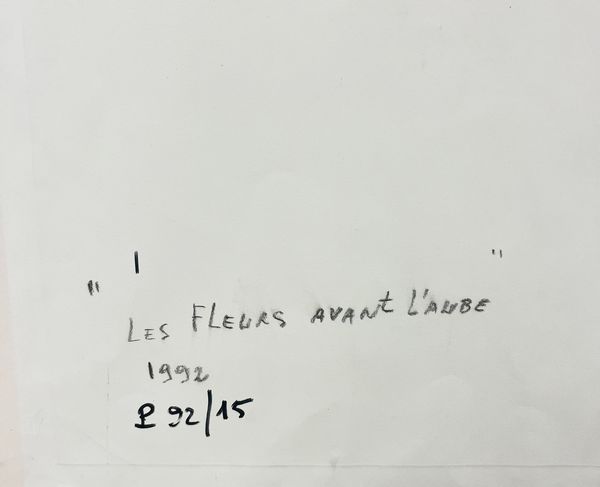 I
" LES FLEURS AVANt L'AUBE "
1992
P 92/15